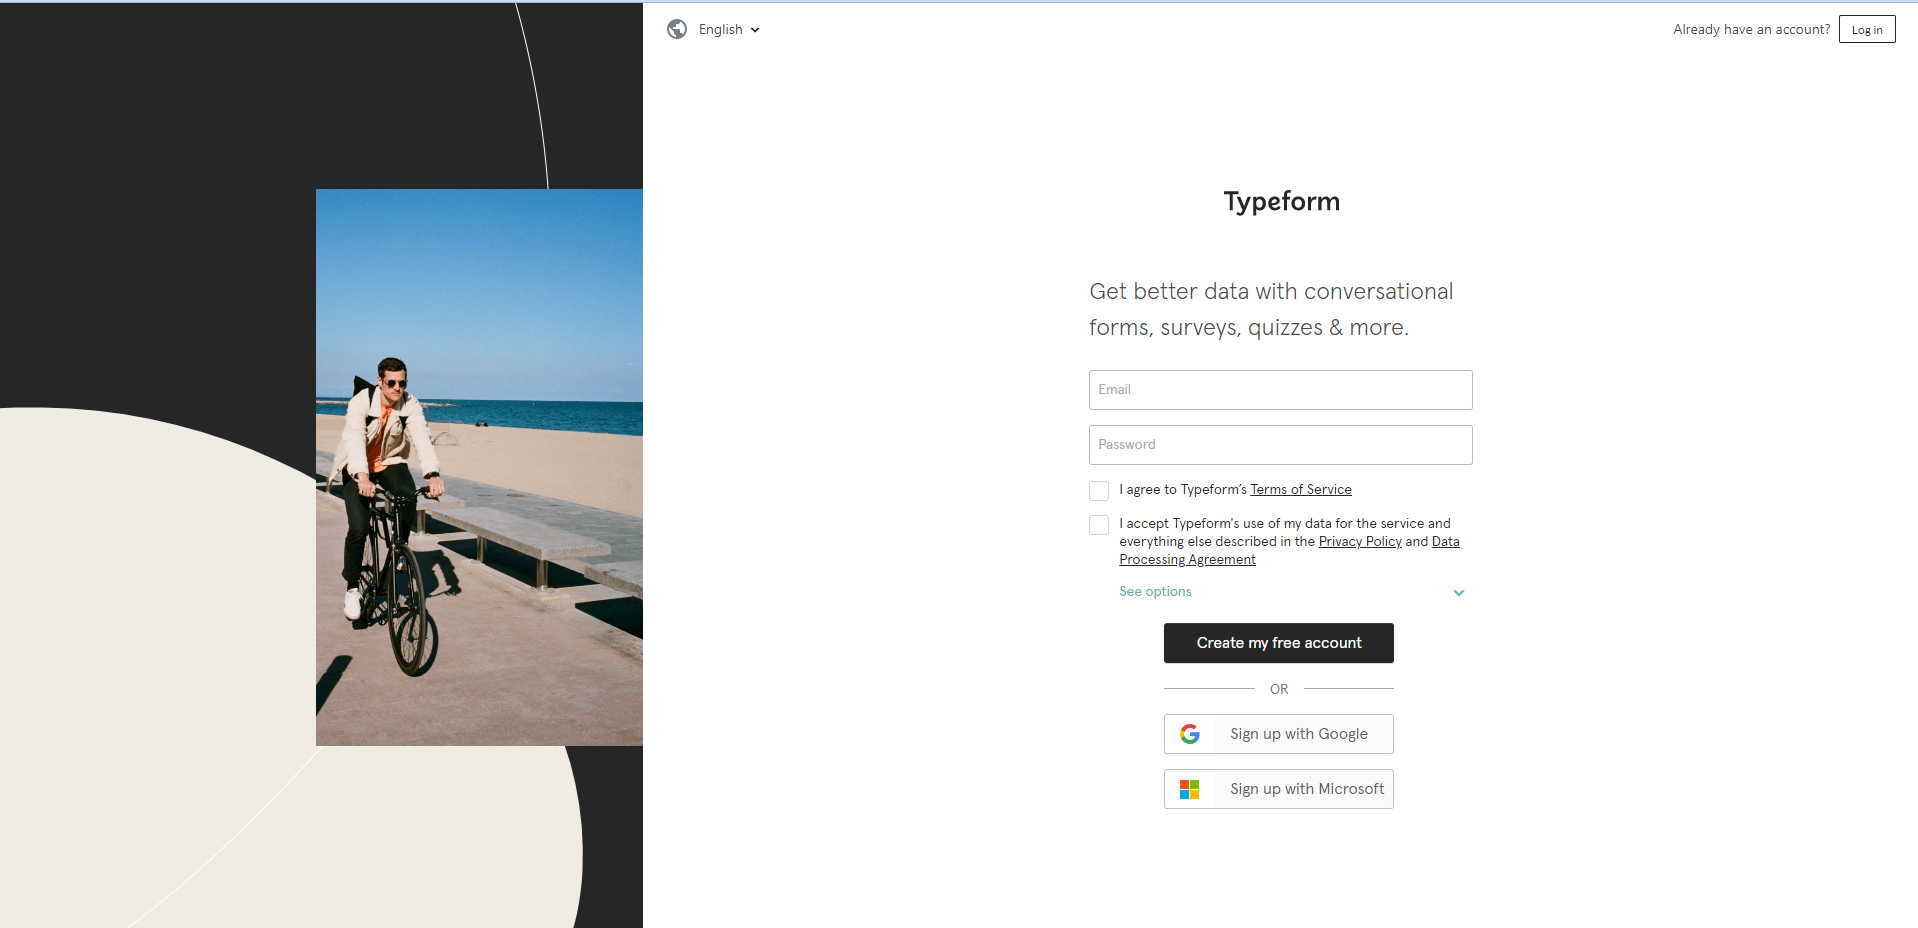 English
Already have an account?
Log in
Typeform
Get better data with conversational
forms, surveys, quizzes & more.
Email
Password
I agree to Typeform’s Terms of Service
I accept Typeform's use of my data for the service and
everything else described in the Privacy Policy and Data
Processing Agreement
See options
Create my free account
OR
Sign up with Google
Sign up with Microsoft